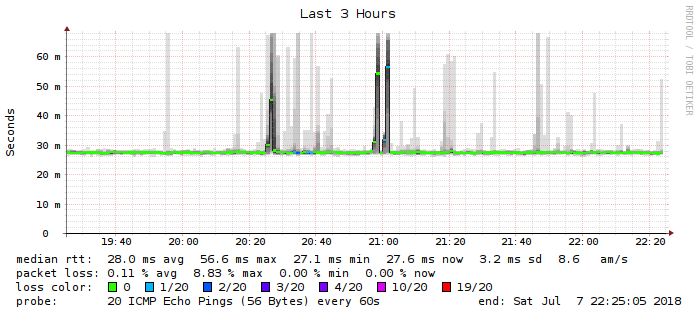 Last 3 Hours
RRDTOOL / TOBI OETIKER
Seconds
60 m
50 m
40 m
30 m
20 m
10 m
0
19:40 20:00 20:20 20:40 21:00 21:20 21:40 22:00 22:20
median rtt: 28.0 ms avg 56.6 ms max 27.1 ms min 27.6 ms now 3.2 ms sd 8.6 am/s
packet loss: 0.11 % avg 8.83 % max 0.00 % min 0.00 % now
loss color: 0 1/20 2/20 3/20 4/20 10/20 19/20
probe: 20 ICMP Echo Pings (56 Bytes) every 60s end: Sat Jul 7 22:25:05 2018